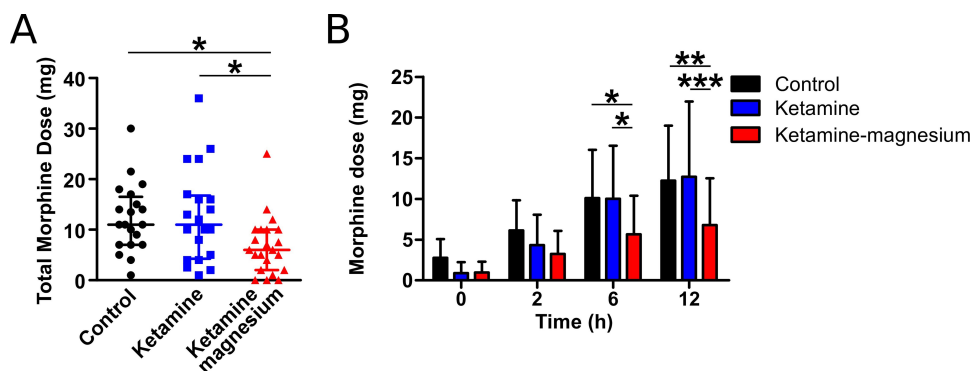 A
*
*
Total Morphine Dose (mg)
40
30
20
10
0
Control
Ketamine
Ketamine
magnesium
B
Morphine dose (mg)
25
20
15
10
5
0
*
*
**
***
0 2 6 12
Time (h)
Control
Ketamine
Ketamine-magnesium